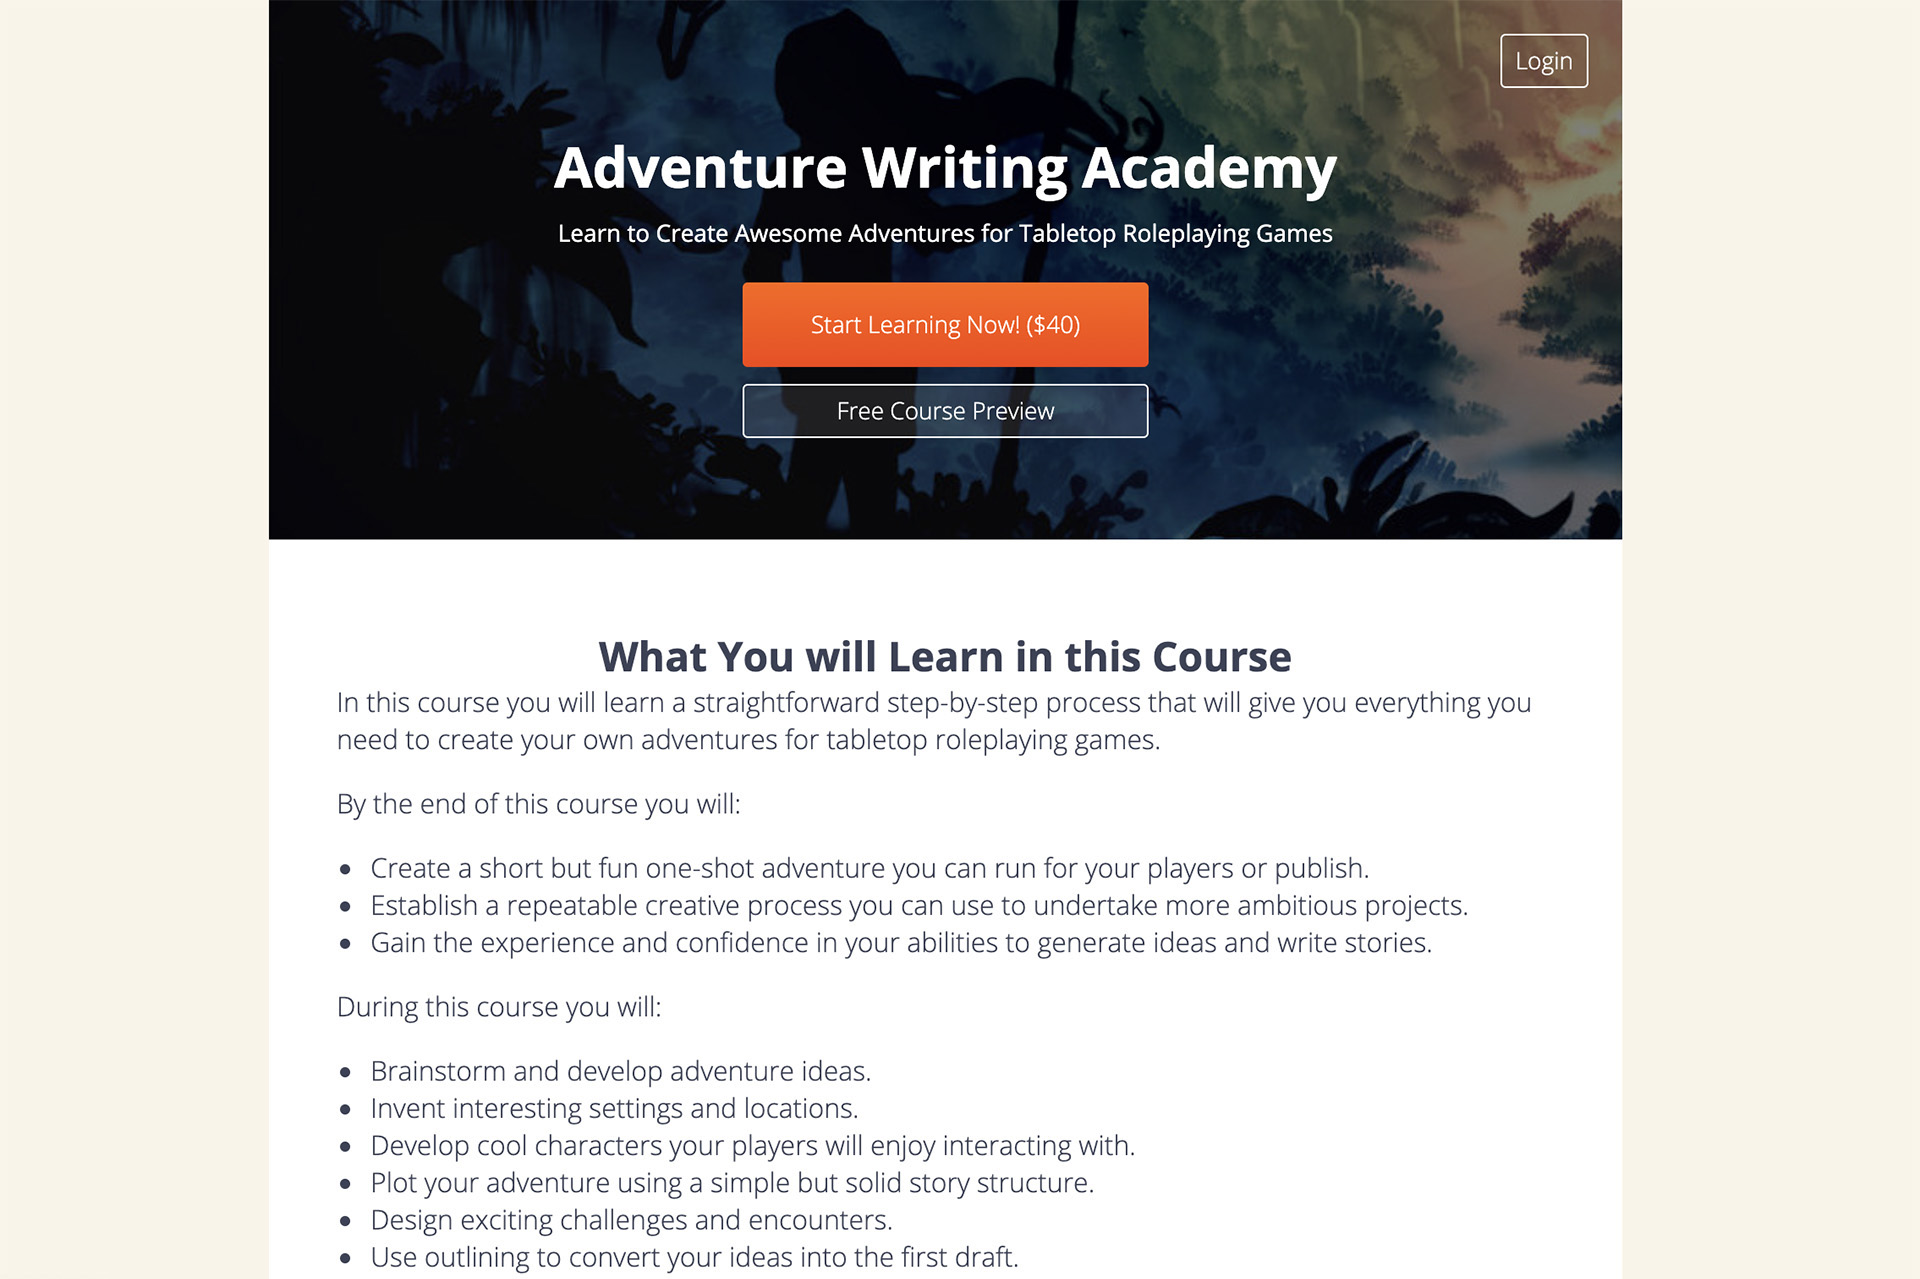 Login
Adventure Writing Academy
Learn to Create Awesome Adventures for Tabletop Roleplaying Games
Start Learning Now! ($40)
Free Course Preview
What You will Learn in this Course
In this course you will learn a straightforward step-by-step process that will give you everything you
need to create your own adventures for tabletop roleplaying games.
By the end of this course you will:
• Create a short but fun one-shot adventure you can run for your players or publish.
• Establish a repeatable creative process you can use to undertake more ambitious projects.
• Gain the experience and confidence in your abilities to generate ideas and write stories.
During this course you will:
• Brainstorm and develop adventure ideas.
• Invent interesting settings and locations.
• Develop cool characters your players will enjoy interacting with.
• Plot your adventure using a simple but solid story structure.
• Design exciting challenges and encounters.
• Use outlining to convert your ideas into the first draft.